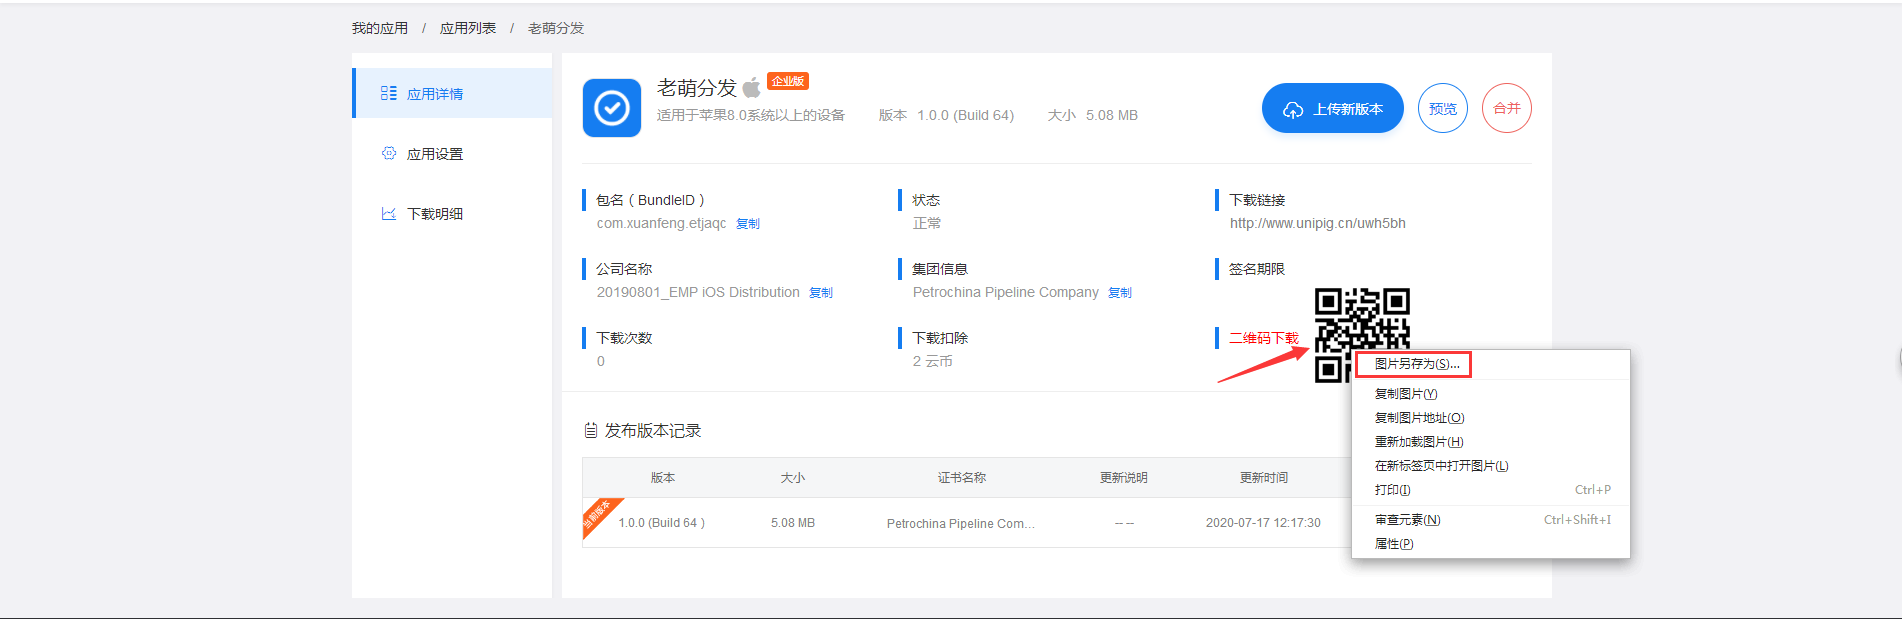 我的应用 / 应用列表 / 老萌分发
应用详情
应用设置
下载明细
老萌分发 企业版
适用于苹果8.0系统以上的设备 版本 1.0.0 (Build 64) 大小 5.08 MB
上传新版本 预览 合并
包名 ( BundleID )
com.xuanfeng.etjaqc 复制
状态
正常
下载链接
http://www.unipig.cn/uwh5bh
公司名称
20190801_EMP iOS Distribution 复制
集团信息
Petrochina Pipeline Company 复制
签名期限
下载次数
0
下载扣除
2 云币
二维码下载
图片另存为(S)...
复制图片(Y)
复制图片地址(O)
重新加载图片(H)
在新标签页中打开图片(L)
打印(I) Ctrl+P
审查元素(N) Ctrl+Shift+I
属性(P)
发布版本记录
版本 大小 证书名称 更新说明 更新时间
当前版本
1.0.0 (Build 64 ) 5.08 MB Petrochina Pipeline Com... -- -- 2020-07-17 12:17:30